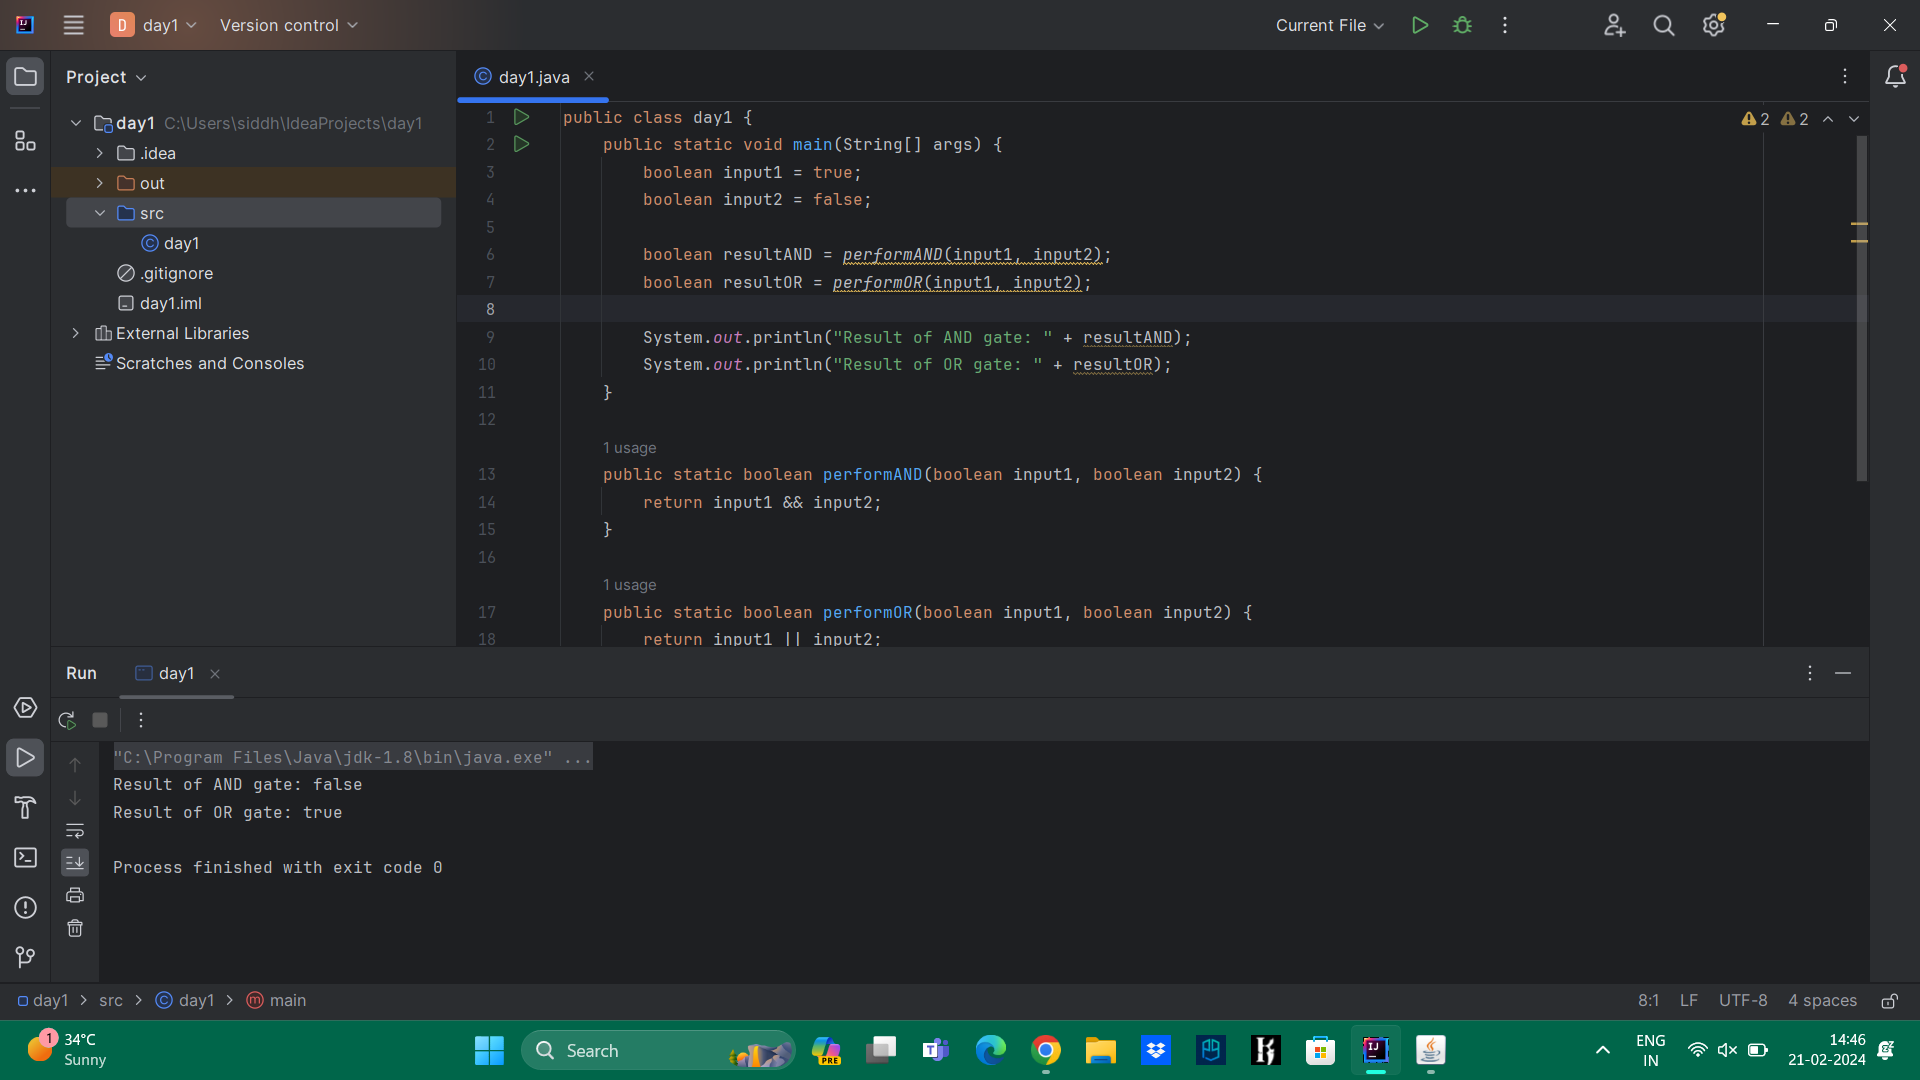 D day1 Version control Current File
Project
day1.java
day1 C:\Users\siddh\IdeaProjects\day1
.idea
out
src
day1
.gitignore
day1.iml
External Libraries
Scratches and Consoles
2 2
1 public class day1 {
2 public static void main(String[] args) {
3 boolean input1 = true;
4 boolean input2 = false;
5
6 boolean resultAND = performAND(input1, input2);
7 boolean resultOR = performOR(input1, input2);
8
9 System.out.println("Result of AND gate: " + resultAND);
10 System.out.println("Result of OR gate: " + resultOR);
11 }
12
1 usage
13 public static boolean performAND(boolean input1, boolean input2) {
14 return input1 && input2;
15 }
16
1 usage
17 public static boolean performOR(boolean input1, boolean input2) {
18 return input1 || input2;
Run day1
"C:\Program Files\Java\jdk-1.8\bin\java.exe" ...
Result of AND gate: false
Result of OR gate: true
Process finished with exit code 0
day1 > src > day1 > main
8:1 LF UTF-8 4 spaces
1
34°C
Sunny
Search
PRE
ENG
IN
14:46
21-02-2024